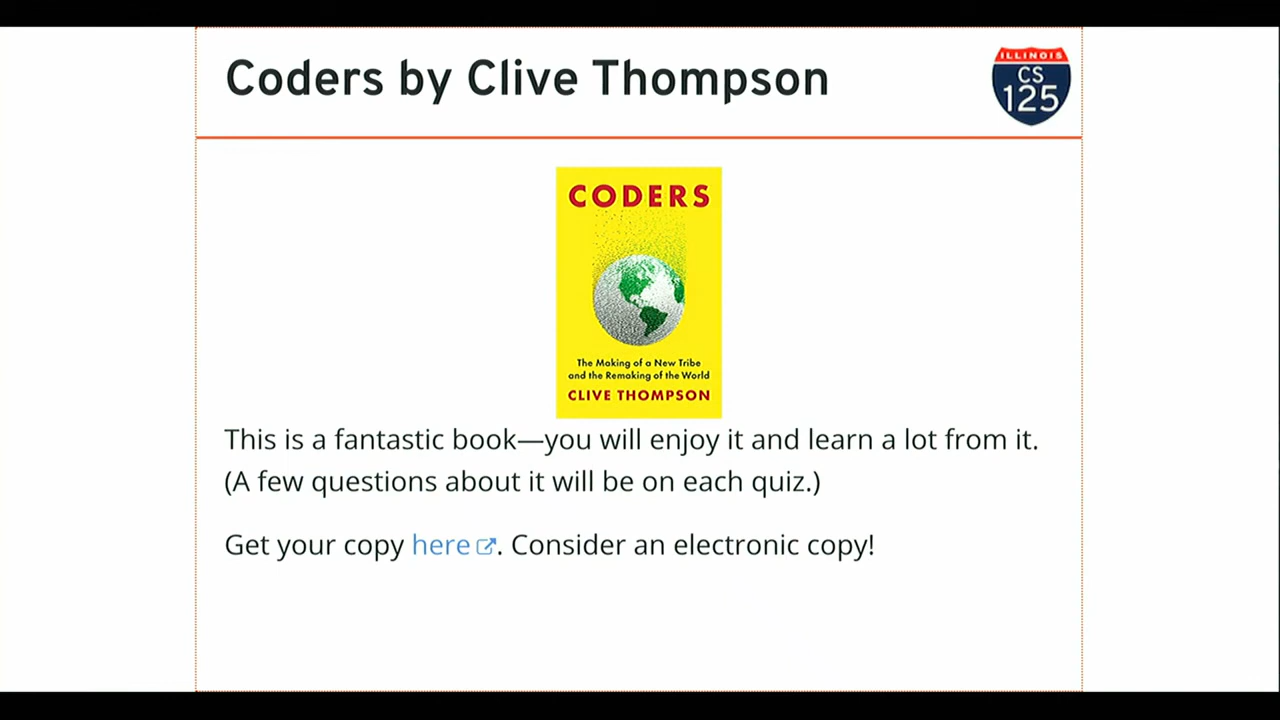 Coders by Clive Thompson
ILLINOIS
CS
125
CODERS
The Making of a New Tribe
and the Remaking of the World
CLIVE THOMPSON
This is a fantastic book—you will enjoy it and learn a lot from it.
(A few questions about it will be on each quiz.)
Get your copy here. Consider an electronic copy!